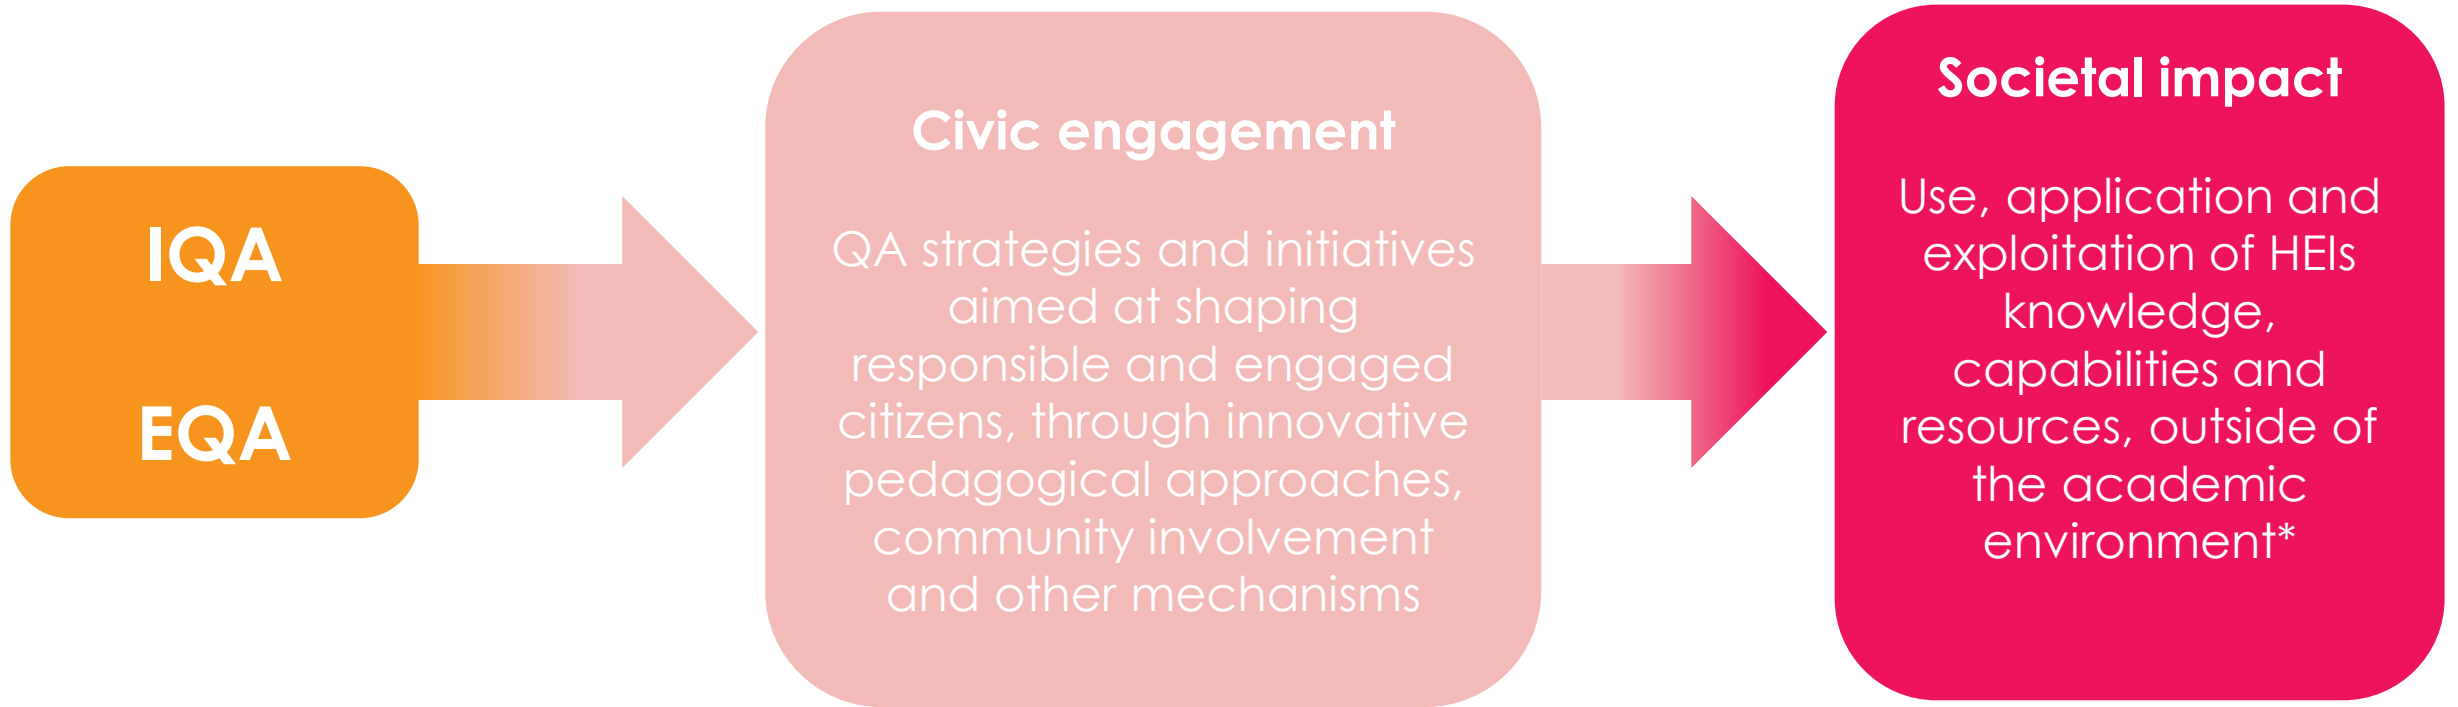 IQA
EQA
Civic engagement
QA strategies and initiatives
aimed at shaping
responsible and engaged
citizens, through innovative
pedagogical approaches,
community involvement
and other mechanisms
Societal impact
Use, application and
exploitation of HEIs
knowledge,
capabilities and
resources, outside of
the academic
environment*